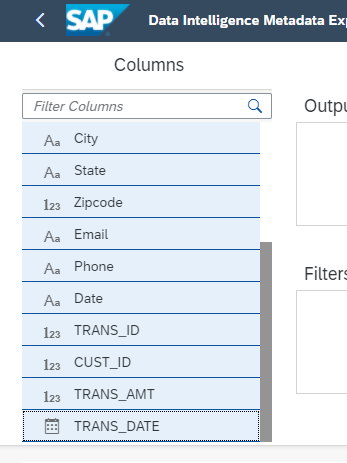 SAP Data Intelligence Metadata Ex
Columns
Filter Columns
Outpu
Aa City
Aa State
123 Zipcode
Aa Email
Aa Phone
Filters
Aa Date
123 TRANS_ID
123 CUST_ID
123 TRANS_AMT
TRANS_DATE